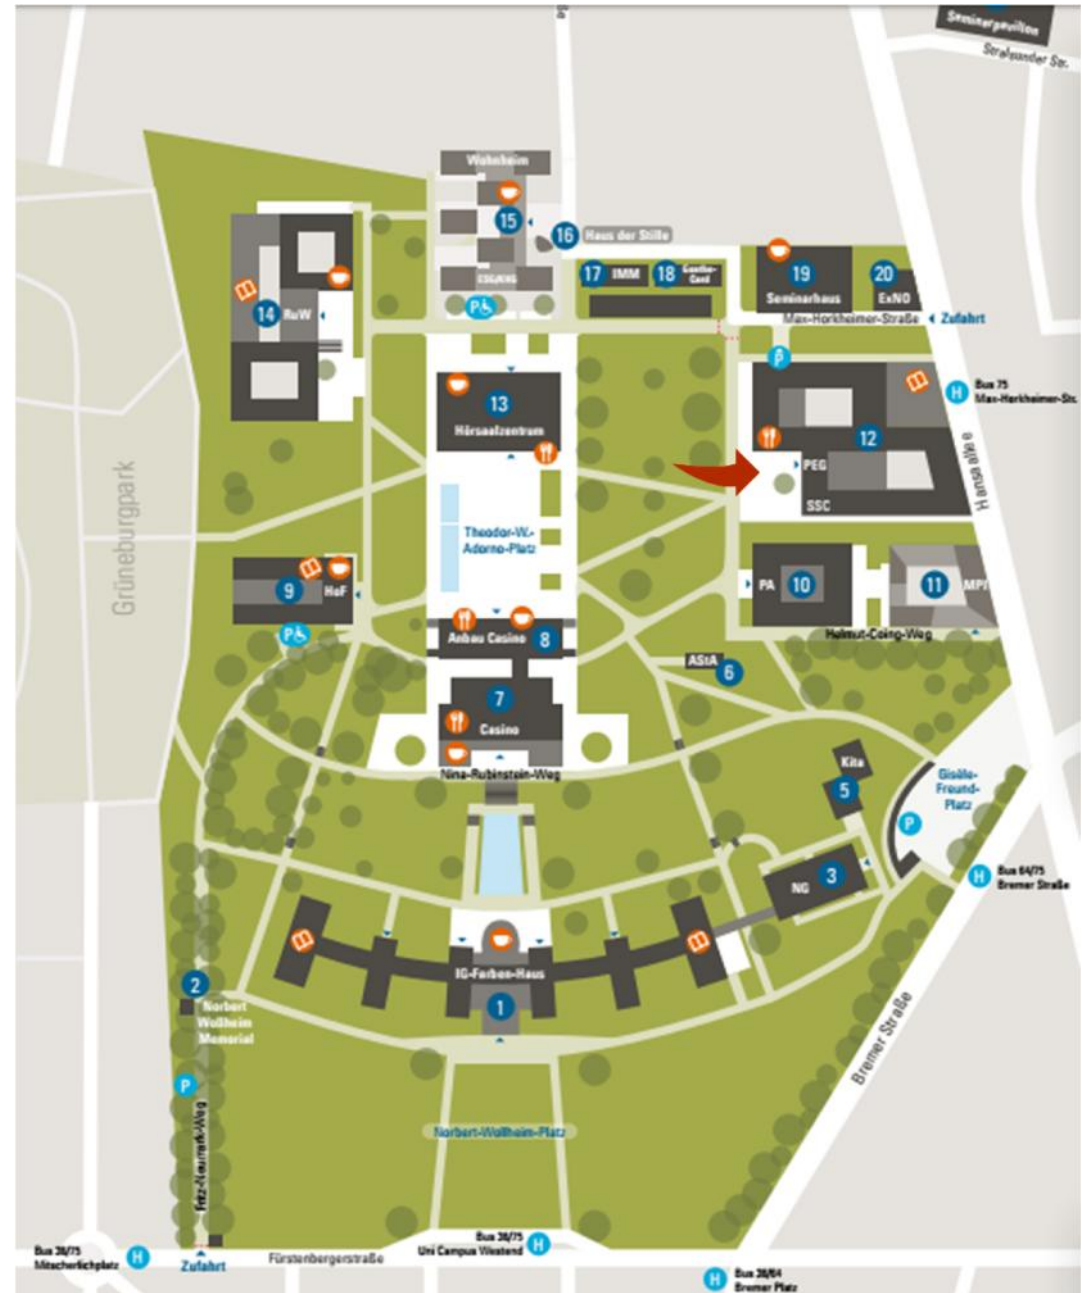 Seminarpavillon
Stralsunder Str.
ße
Wohnheim
15
16
Haus der Stille
17
IMM
18
Goethe-
Card
19
Seminarhaus
20
ExNO
ESG/KHG
P
Max-Horkheimer-Straße
Zufahrt
14
RuW
P
Bus 75
Max-Horkheimer-Str.
H
13
Hörsaalzentrum
12
PEG
SSC
Hansaallee
Grüneburgpark
Theodor-W.-
Adorno-Platz
9
HoF
P
PA
10
11
MPI
Helmut-Coing-Weg
Anbau Casino
8
AStA
6
7
Casino
Nina-Rubinstein-Weg
Kita
5
Gisèle-
Freund-
Platz
P
NG
3
H
Bus 64/75
Bremer Straße
IG-Farben-Haus
1
2
Norbert
Wollheim
Memorial
P
Fritz-Neumark-Weg
Bremer Straße
Norbert-Wollheim-Platz
Bus 36/75
Mitscherlichplatz
H
Zufahrt
Fürstenbergerstraße
Bus 36/75
Uni Campus Westend
H
H
Bus 36/64
Bremer Platz